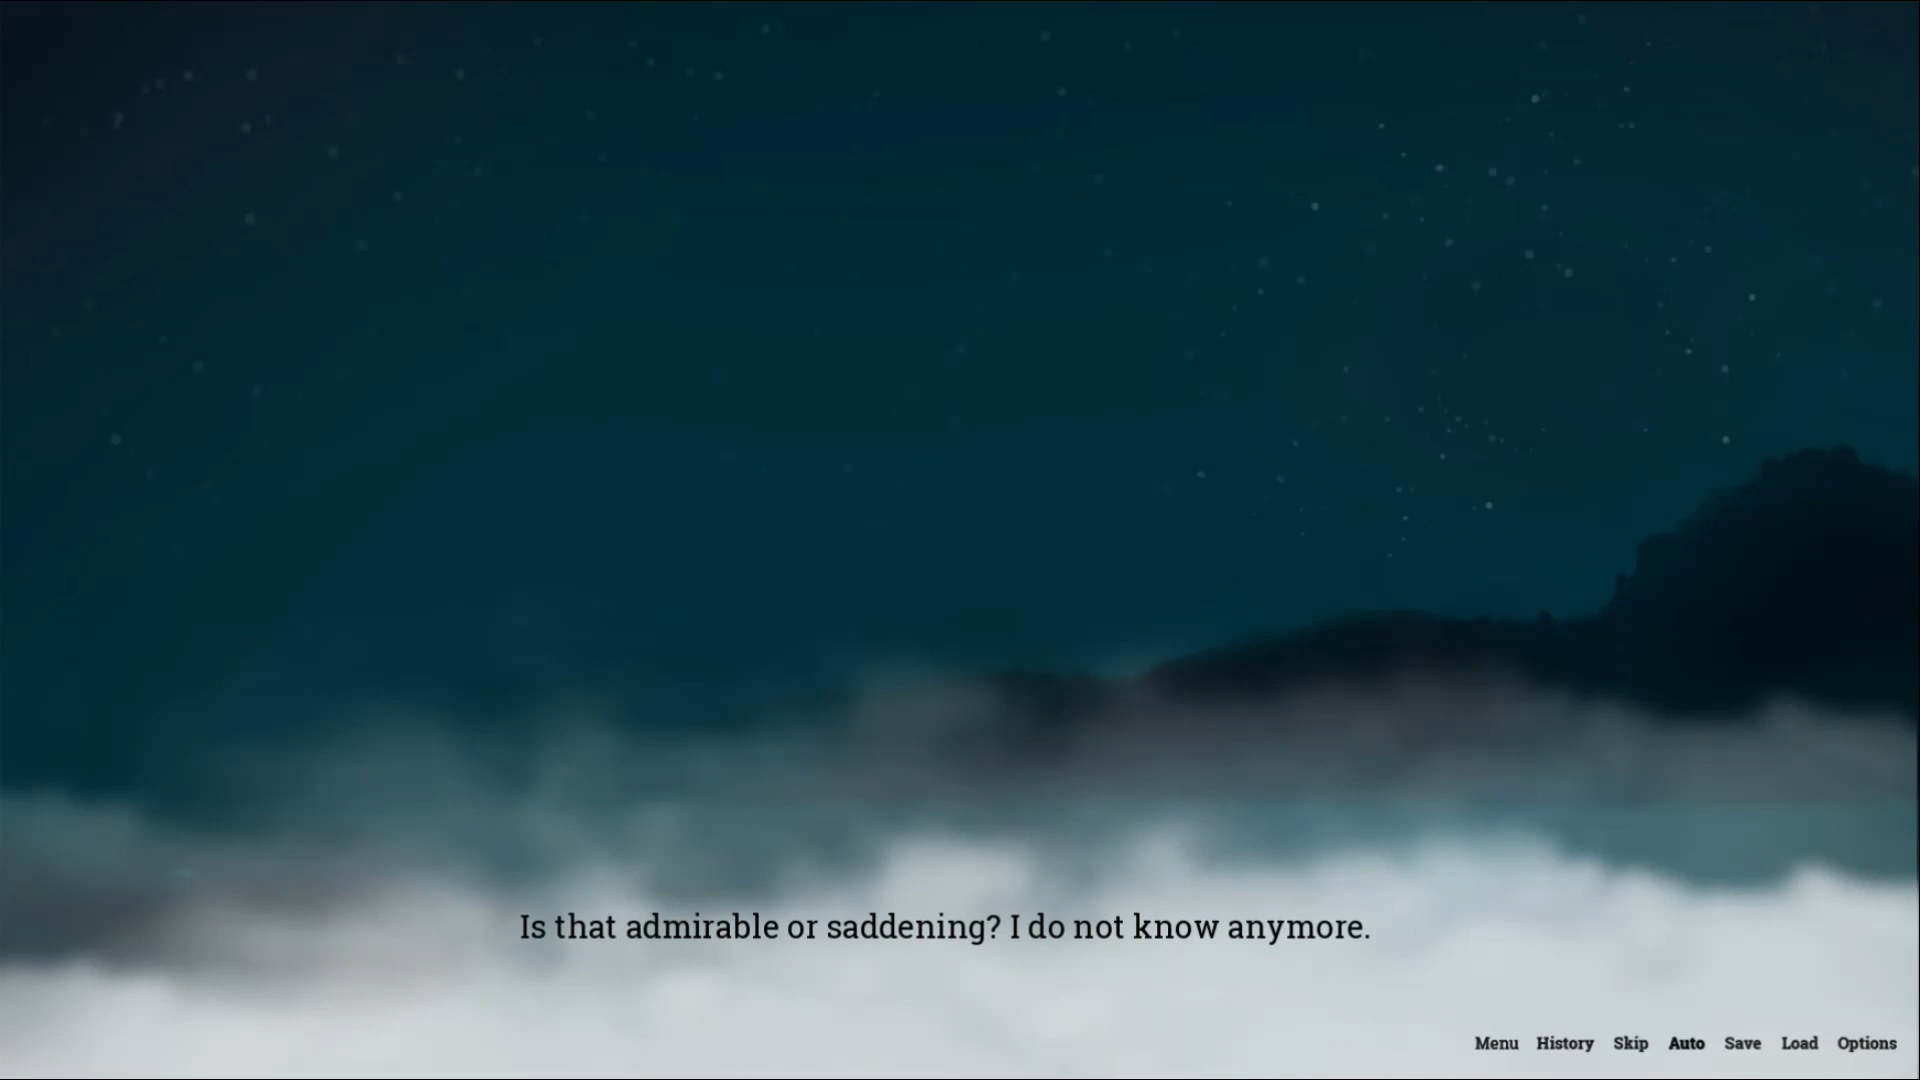 Is that admirable or saddening? I do not know anymore.
Menu History Skip Auto Save Load Options